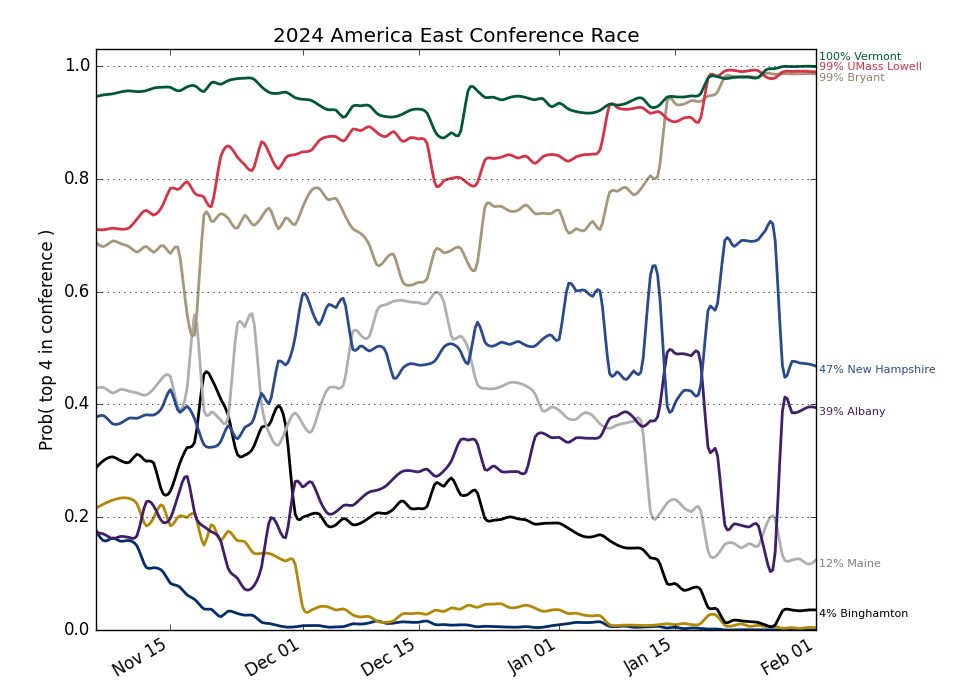 2024 America East Conference Race
Prob( top 4 in conference )
1.0
0.8
0.6
0.4
0.2
0.0
Nov 15
Dec 01
Dec 15
Jan 01
Jan 15
Feb 01
100% Vermont
99% UMass Lowell
99% Bryant
47% New Hampshire
39% Albany
12% Maine
4% Binghamton